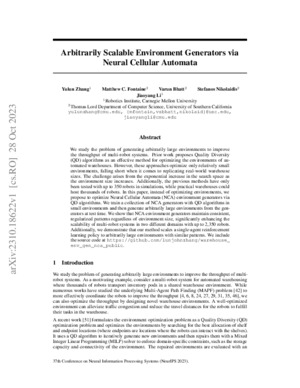 Arbitrarily Scalable Environment Generators via
Neural Cellular Automata
Yulun Zhang¹ Matthew C. Fontaine² Varun Bhatt² Stefanos Nikolaidis²
Jiaoyang Li¹
¹Robotics Institute, Carnegie Mellon University
²Thomas Lord Department of Computer Science, University of Southern California
yulunzhang@cmu.edu, {mfontain,vsbhatt,nikolaid}@usc.edu,
jiaoyangli@cmu.edu
Abstract
We study the problem of generating arbitrarily large environments to improve the
throughput of multi-robot systems. Prior work proposes Quality Diversity
(QD) algorithms as an effective method for optimizing the environments of au-
tomated warehouses. However, these approaches optimize only relatively small
environments, falling short when it comes to replicating real-world warehouse
sizes. The challenge arises from the exponential increase in the search space as
the environment size increases. Additionally, the previous methods have only
been tested with up to 350 robots in simulations, while practical warehouses could
host thousands of robots. In this paper, instead of optimizing environments, we
propose to optimize Neural Cellular Automata (NCA) environment generators via
QD algorithms. We train a collection of NCA generators with QD algorithms in
small environments and then generate arbitrarily large environments from the gen-
erators at test time. We show that NCA environment generators maintain consistent,
regularized patterns regardless of environment size, significantly enhancing the
scalability of multi-robot systems in two different domains with up to 2,350 robots.
Additionally, we demonstrate that our method scales a single-agent reinforcement
learning policy to arbitrarily large environments with similar patterns. We include
the source code at https://github.com/lunjohnzhang/warehouse_
env_gen_nca_public.
1 Introduction
We study the problem of generating arbitrarily large environments to improve the throughput of multi-
robot systems. As a motivating example, consider a multi-robot system for automated warehousing
where thousands of robots transport inventory pods in a shared warehouse environment. While
numerous works have studied the underlying Multi-Agent Path Finding (MAPF) problem [42] to
more effectively coordinate the robots to improve the throughput [4, 6, 8, 24, 27, 28, 31, 35, 46], we
can also optimize the throughput by designing novel warehouse environments. A well-optimized
environment can alleviate traffic congestion and reduce the travel distances for the robots to fulfill
their tasks in the warehouse.
A recent work [51] formulates the environment optimization problem as a Quality Diversity (QD)
optimization problem and optimizes the environments by searching for the best allocation of shelf
and endpoint locations (where endpoints are locations where the robots can interact with the shelves).
It uses a QD algorithm to iteratively generate new environments and then repairs them with a Mixed
Integer Linear Programming (MILP) solver to enforce domain-specific constraints, such as the storage
capacity and connectivity of the environment. The repaired environments are evaluated with an
37th Conference on Neural Information Processing Systems (NeurIPS 2023).
arXiv:2310.18622v1 [cs.RO] 28 Oct 2023